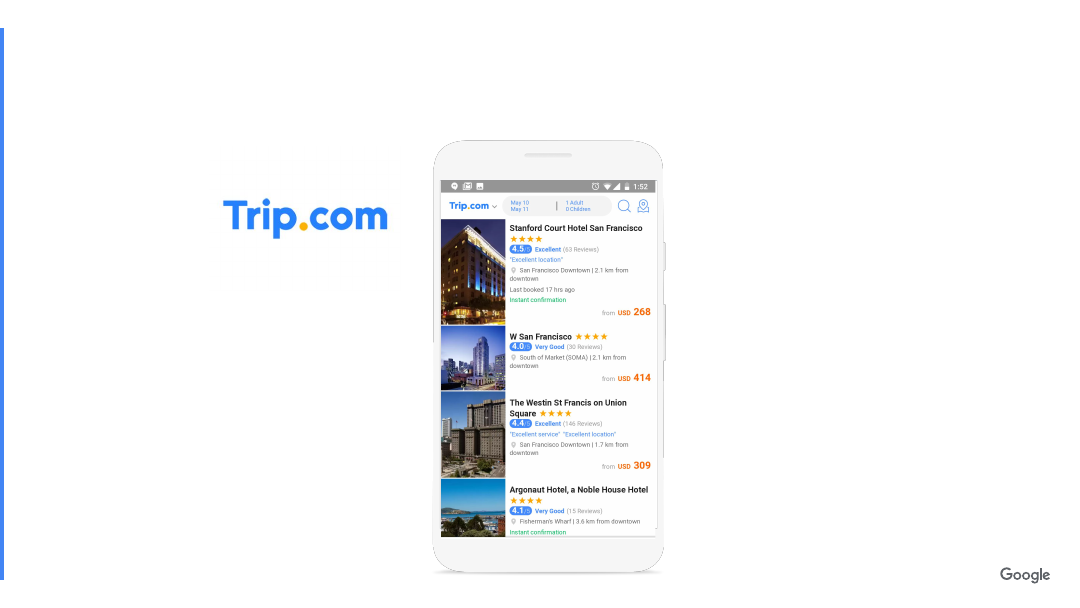 Trip.com
1:52
Trip.com
May 10
May 11
1 Adult
0 Children
Stanford Court Hotel San Francisco
4.5/5 Excellent (63 Reviews)
"Excellent location"
San Francisco Downtown | 2.1 km from
downtown
Last booked 17 hrs ago
Instant confirmation
from USD 268
W San Francisco
4.0/5 Very Good (30 Reviews)
South of Market (SOMA) | 2.1 km from
downtown
from USD 414
The Westin St Francis on Union
Square
4.4/5 Excellent (146 Reviews)
"Excellent service" "Excellent location"
San Francisco Downtown | 1.7 km from
downtown
from USD 309
Argonaut Hotel, a Noble House Hotel
4.1/5 Very Good (15 Reviews)
Fisherman's Wharf | 3.6 km from downtown
Instant confirmation
Google